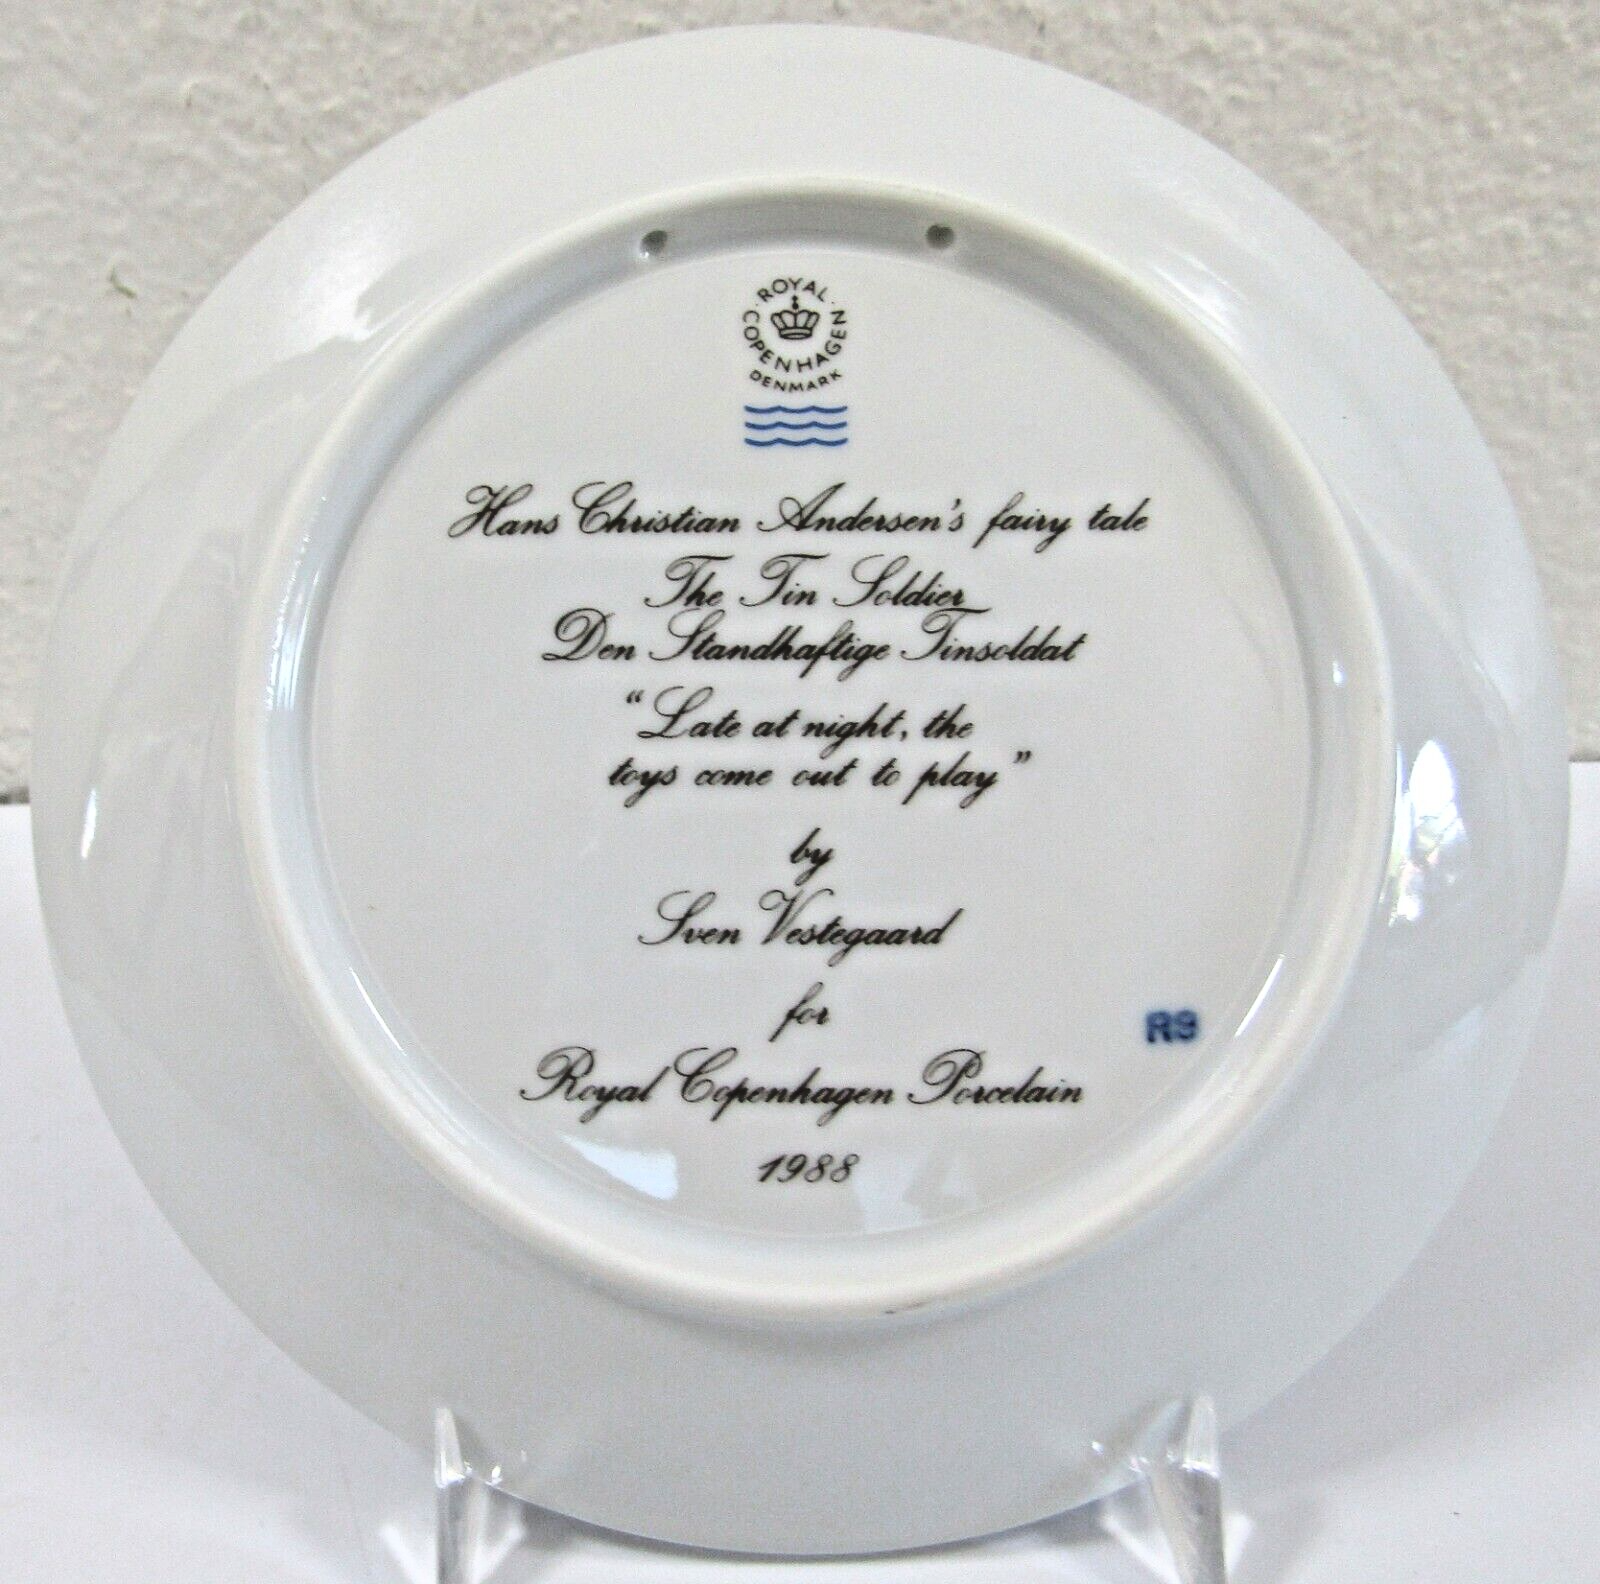 ROYAL
COPENHAGEN
DENMARK
Hans Christian Andersen's fairy tale
The Tin Soldier
Den Standhaftige Tinsoldat
"Late at night, the
toys come out to play"
by
Sven Vestegaard
for
Royal Copenhagen Porcelain
1988
R9